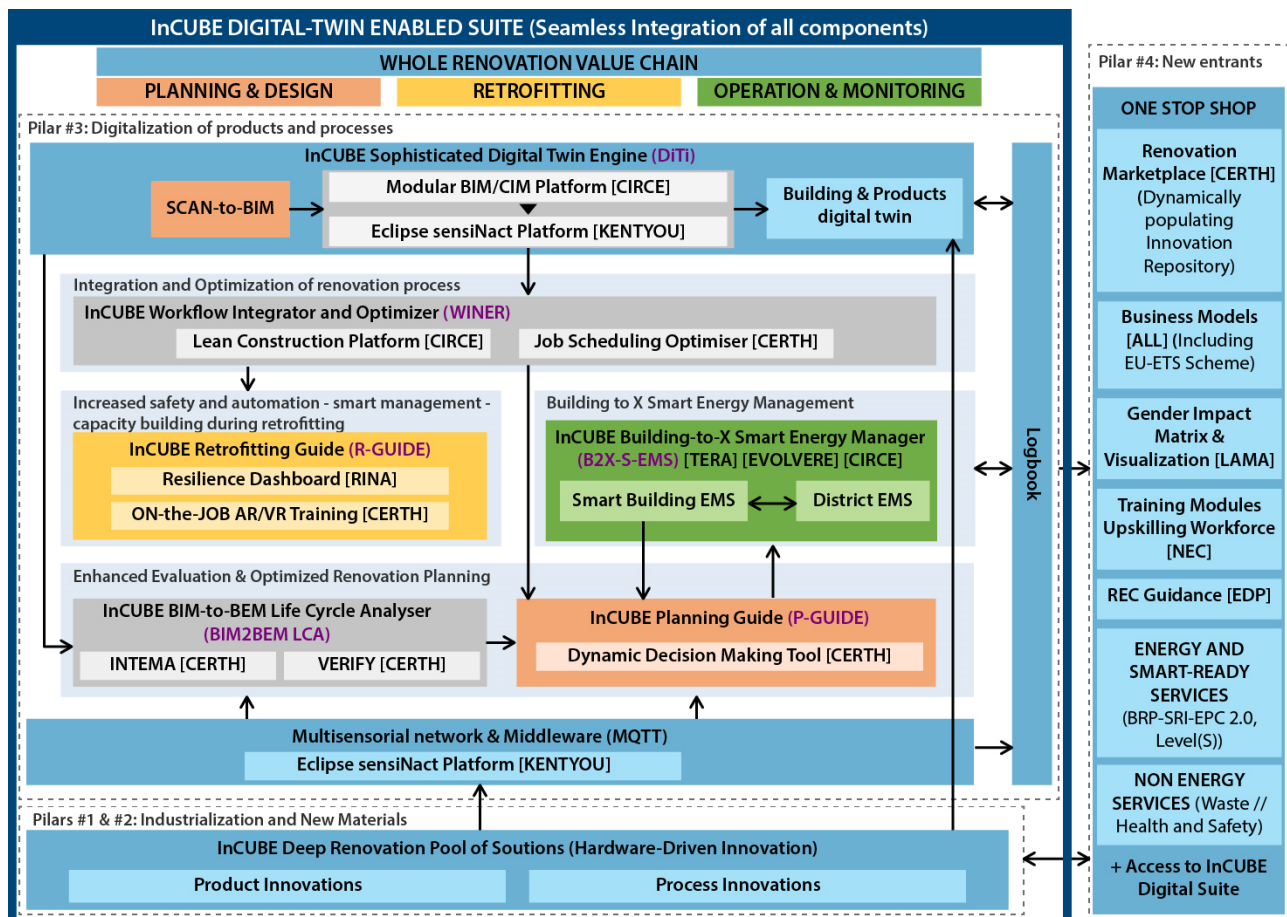 InCUBE DIGITAL-TWIN ENABLED SUITE (Seamless Integration of all components)
WHOLE RENOVATION VALUE CHAIN
PLANNING & DESIGN
RETROFITTING
OPERATION & MONITORING
Pilar #3: Digitalization of products and processes
InCUBE Sophisticated Digital Twin Engine (DiTi)
SCAN-to-BIM
Modular BIM/CIM Platform [CIRCE]
Eclipse sensiNact Platform [KENTYOU]
Building & Products
digital twin
Integration and Optimization of renovation process
InCUBE Workflow Integrator and Optimizer (WINER)
Lean Construction Platform [CIRCE]
Job Scheduling Optimiser [CERTH]
Increased safety and automation - smart management -
capacity building during retrofitting
InCUBE Retrofitting Guide (R-GUIDE)
Resilience Dashboard [RINA]
ON-the-JOB AR/VR Training [CERTH]
Building to X Smart Energy Management
InCUBE Building-to-X Smart Energy Manager
(B2X-S-EMS) [TERA] [EVOLVERE] [CIRCE]
Smart Building EMS
District EMS
Enhanced Evaluation & Optimized Renovation Planning
InCUBE BIM-to-BEM Life Cyrcle Analyser
(BIM2BEM LCA)
INTEMA [CERTH]
VERIFY [CERTH]
InCUBE Planning Guide (P-GUIDE)
Dynamic Decision Making Tool [CERTH]
Multisensorial network & Middleware (MQTT)
Eclipse sensiNact Platform [KENTYOU]
Logbook
Pilars #1 & #2: Industrialization and New Materials
InCUBE Deep Renovation Pool of Soutions (Hardware-Driven Innovation)
Product Innovations
Process Innovations
Pilar #4: New entrants
ONE STOP SHOP
Renovation
Marketplace [CERTH]
(Dynamically
populating
Innovation
Repository)
Business Models
[ALL] (Including
EU-ETS Scheme)
Gender Impact
Matrix &
Visualization [LAMA]
Training Modules
Upskilling Workforce
[NEC]
REC Guidance [EDP]
ENERGY AND
SMART-READY
SERVICES
(BRP-SRI-EPC 2.0,
Level(S))
NON ENERGY
SERVICES (Waste //
Health and Safety)
+ Access to InCUBE
Digital Suite